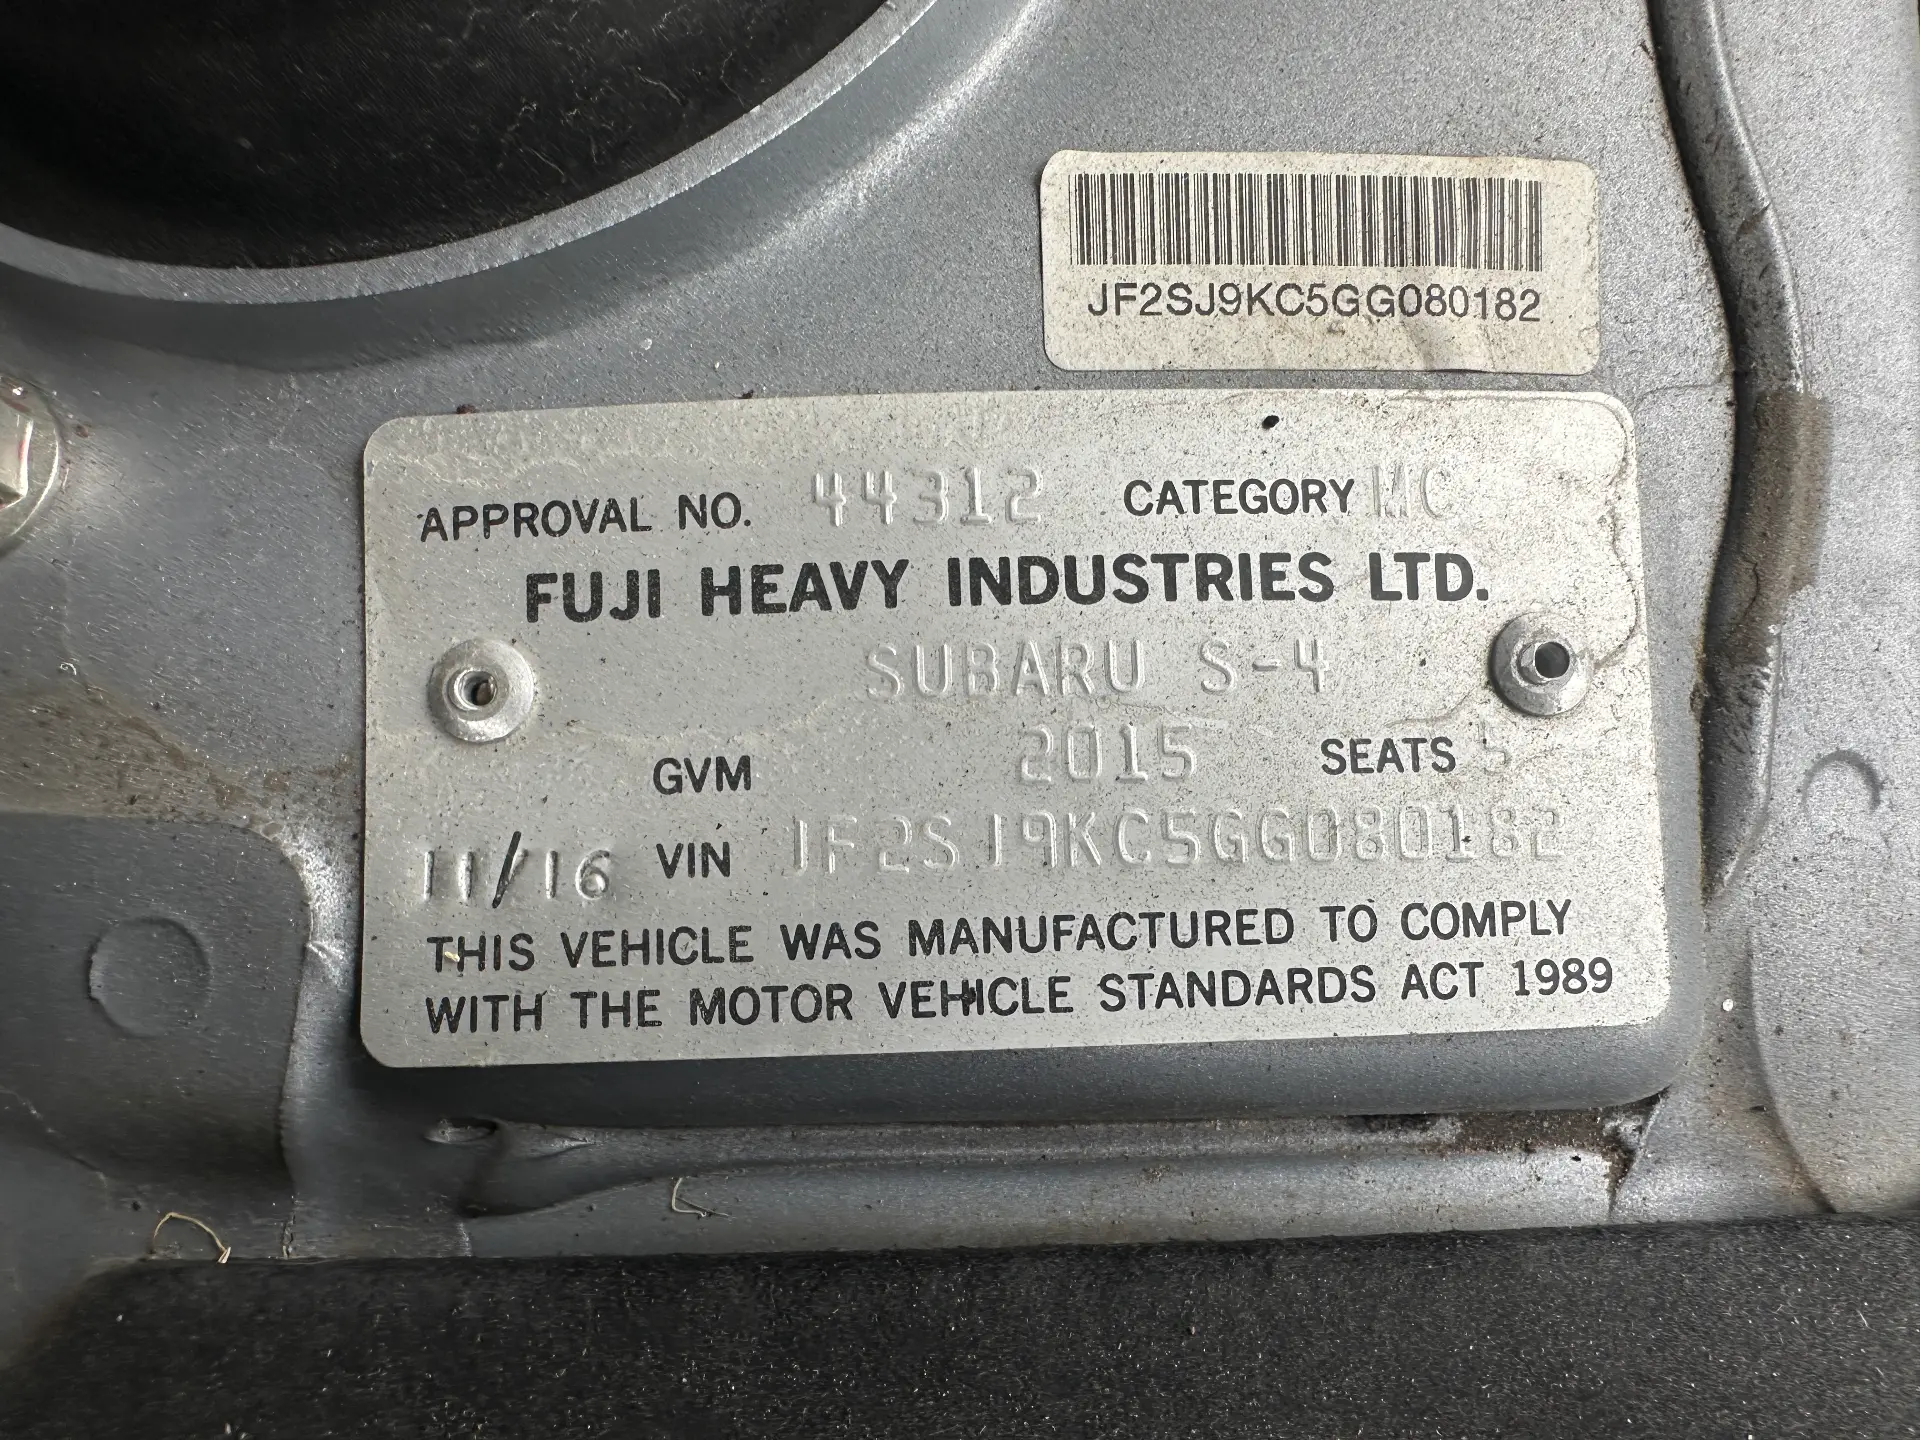 JF2SJ9KC5GG080182
APPROVAL NO. 44312 CATEGORY MC
FUJI HEAVY INDUSTRIES LTD.
SUBARU S-4
GVM 2015 SEATS 5
11/16 VIN JF2SJ9KC5GG080182
THIS VEHICLE WAS MANUFACTURED TO COMPLY
WITH THE MOTOR VEHICLE STANDARDS ACT 1989